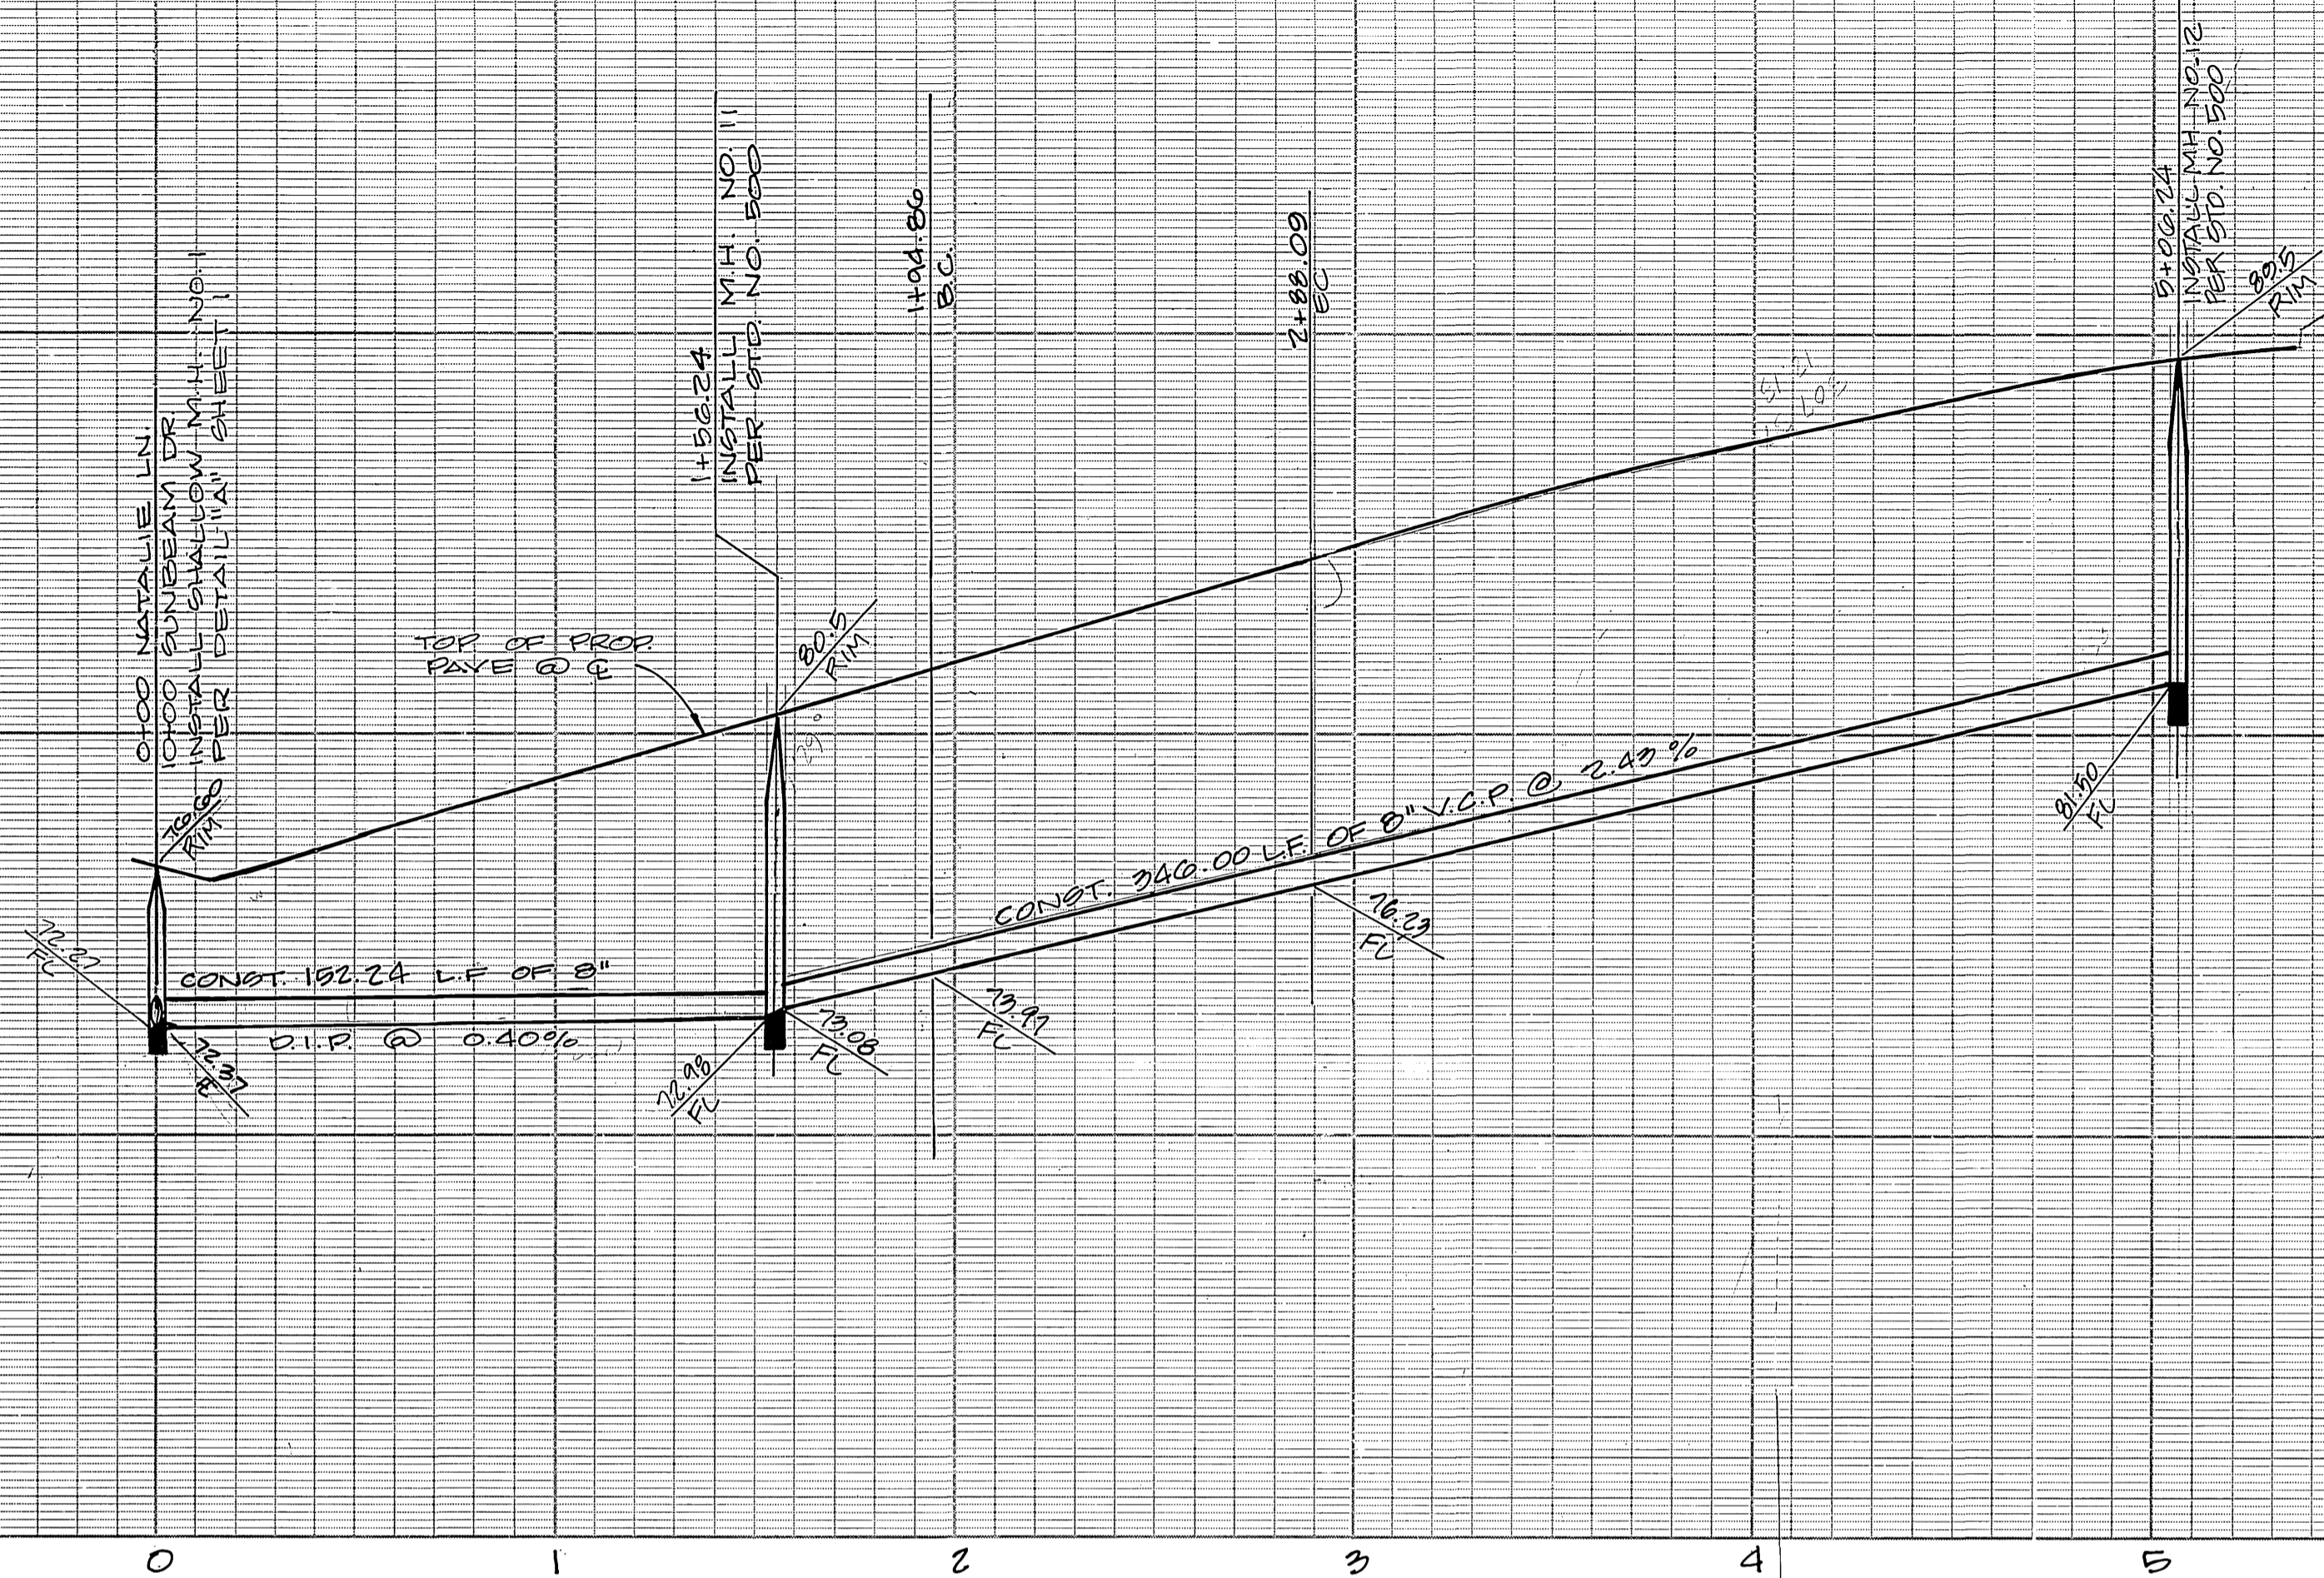 0+00 NATALIE LN.
10+00 SUNBEAM DR.
INSTALL SHALLOW M.H. NO. 1
PER DETAIL "A" SHEET 1
76.60
RIM
72.27
FL
72.37
FL
CONST. 152.24 L.F. OF 8"
D.I.P. @ 0.40%
TOP OF PROP.
PAVE @ ℄
1+56.24
INSTALL M.H. NO. 11
PER STD. NO. 500
80.5
RIM
72.98
FL
73.08
FL
1+94.86
B.C.
73.97
FL
2+88.09
EC
76.23
FL
CONST. 346.00 L.F. OF 8" V.C.P. @ 2.43 %
5+06.24
INSTALL MH NO. 12
PER STD. NO. 500
89.5
RIM
81.50
FL
0 1 2 3 4 5